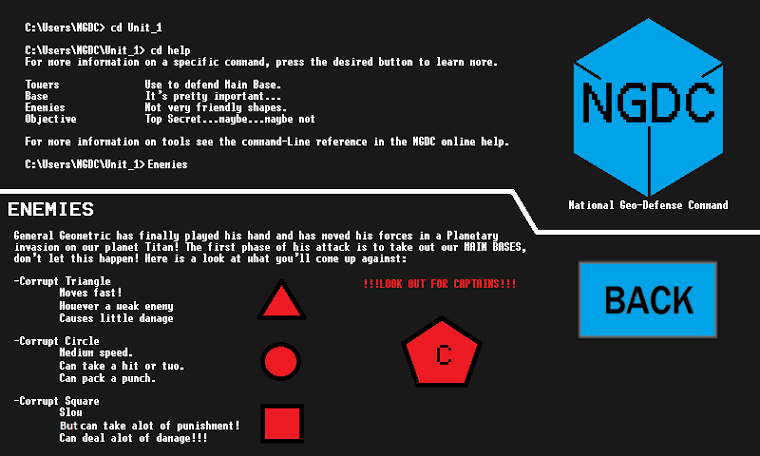 C:\Users\NGDC> cd Unit_1
C:\Users\NGDC\Unit_1> cd help
For more information on a specific command, press the desired button to learn more.
Towers Use to defend Main Base.
Base It's pretty important...
Enemies Not very friendly shapes.
Objective Top Secret...maybe...maybe not
For more information on tools see the command-Line reference in the NGDC online help.
C:\Users\NGDC\Unit_1> Enemies
NGDC
National Geo-Defense Command
ENEMIES
General Geometric has finally played his hand and has moved his forces in a Planetary
invasion on our planet Titan! The first phase of his attack is to take out our MAIN BASES,
don't let this happen! Here is a look at what you'll come up against:
-Corrupt Triangle
Moves fast!
However a weak enemy
Causes little damage
-Corrupt Circle
Medium speed.
Can take a hit or two.
Can pack a punch.
-Corrupt Square
Slow
But can take alot of punishment!
Can deal alot of damage!!!
!!!LOOK OUT FOR CAPTAINS!!!
C
BACK